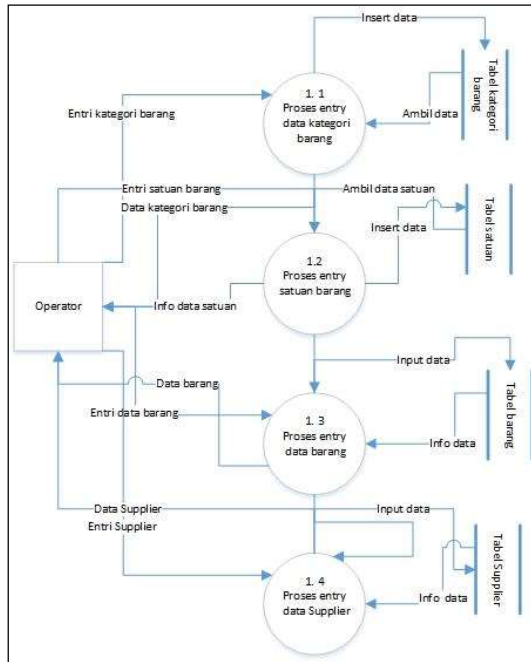 Insert data
1. 1
Proses entry
data kategori
barang
Tabel kategori
barang
Entri kategori barang
Ambil data
Entri satuan barang
Ambil data satuan
Data kategori barang
Insert data
Tabel satuan
1.2
Proses entry
satuan barang
Operator
Info data satuan
Input data
Data barang
Entri data barang
1. 3
Proses entry
data barang
Tabel barang
Info data
Data Supplier
Input data
Entri Supplier
Tabel Supplier
1. 4
Proses entry
data Supplier
Info data